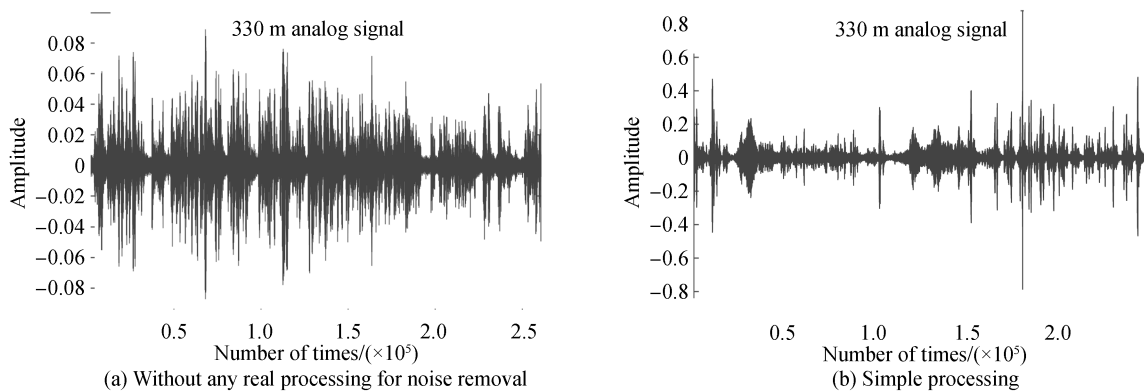 330 m analog signal
0.08
0.06
0.04
0.02
0
−0.02
−0.04
−0.06
−0.08
Amplitude
0.5 1.0 1.5 2.0 2.5
Number of times/(×10⁵)
(a) Without any real processing for noise removal
330 m analog signal
0.8
0.6
0.4
0.2
0
−0.2
−0.4
−0.6
−0.8
Amplitude
0.5 1.0 1.5 2.0
Number of times/(×10⁵)
(b) Simple processing